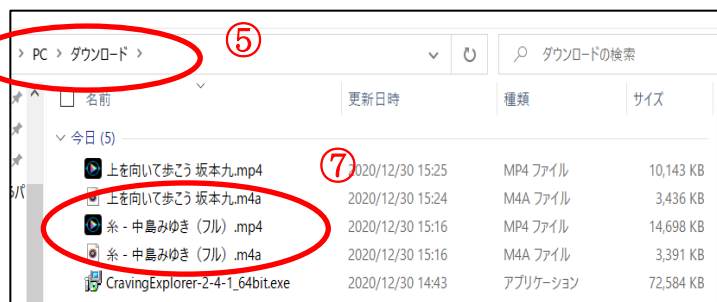 > PC > ダウンロード > ⑤ ダウンロードの検索
名前 更新日時 種類 サイズ
今日 (5) ⑦
上を向いて歩こう 坂本九.mp4 2020/12/30 15:25 MP4 ファイル 10,143 KB
上を向いて歩こう 坂本九.m4a 2020/12/30 15:24 M4A ファイル 3,436 KB
糸 - 中島みゆき（フル）.mp4 2020/12/30 15:16 MP4 ファイル 14,698 KB
糸 - 中島みゆき（フル）.m4a 2020/12/30 15:16 M4A ファイル 3,391 KB
CravingExplorer-2-4-1_64bit.exe 2020/12/30 14:43 アプリケーション 72,584 KB